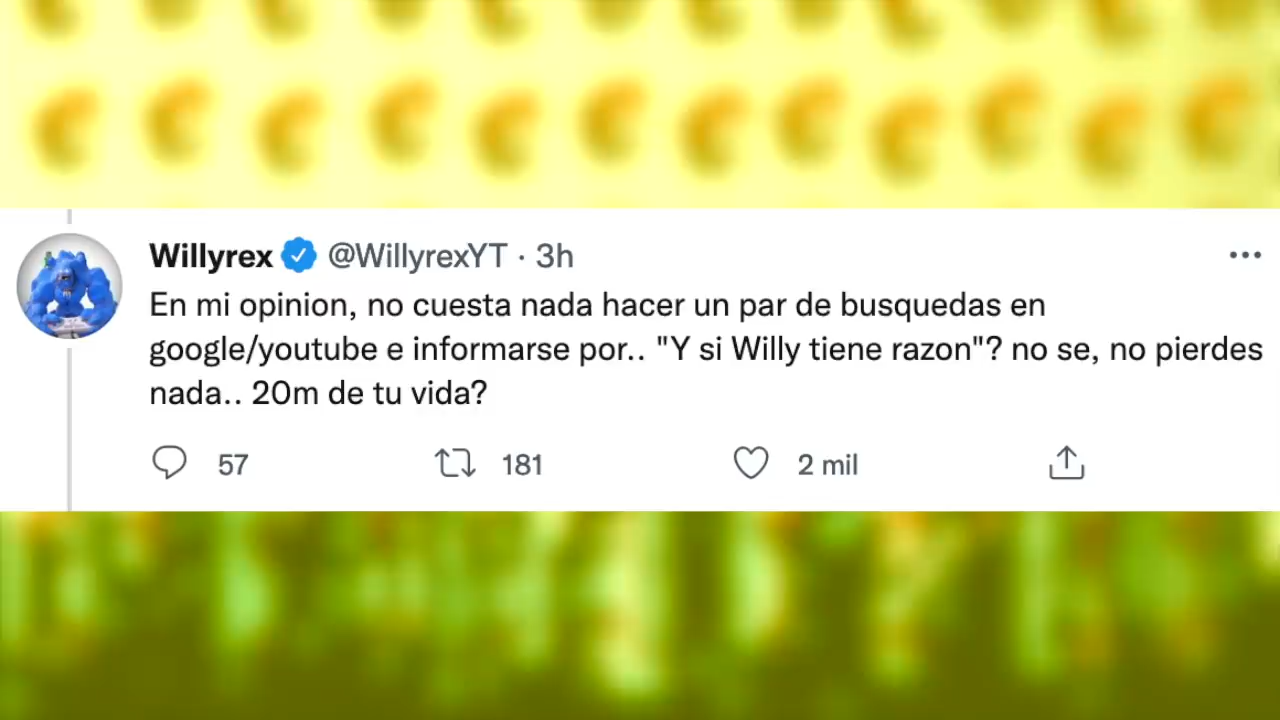 Willyrex @WillyrexYT · 3h
En mi opinion, no cuesta nada hacer un par de busquedas en
google/youtube e informarse por.. "Y si Willy tiene razon"? no se, no pierdes
nada.. 20m de tu vida?
57 181 2 mil